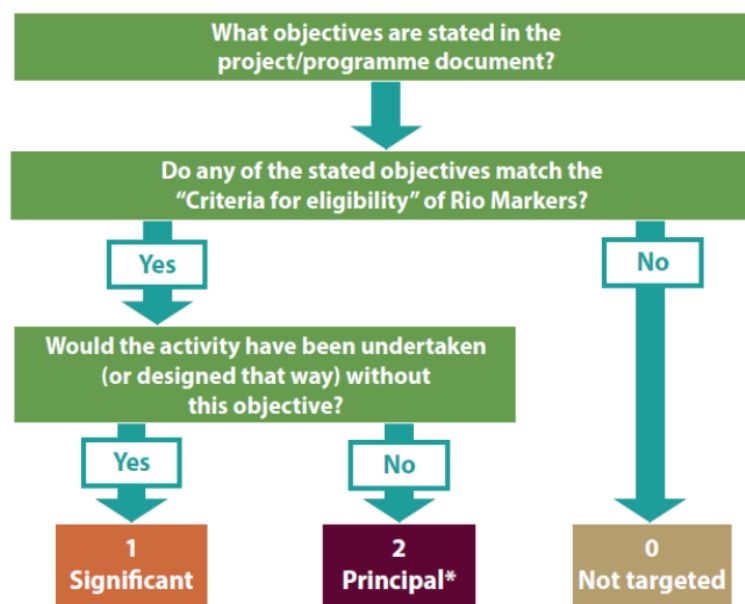 What objectives are stated in the
project/programme document?
Do any of the stated objectives match the
“Criteria for eligibility” of Rio Markers?
Yes
No
Would the activity have been undertaken
(or designed that way) without
this objective?
Yes
No
1
Significant
2
Principal*
0
Not targeted